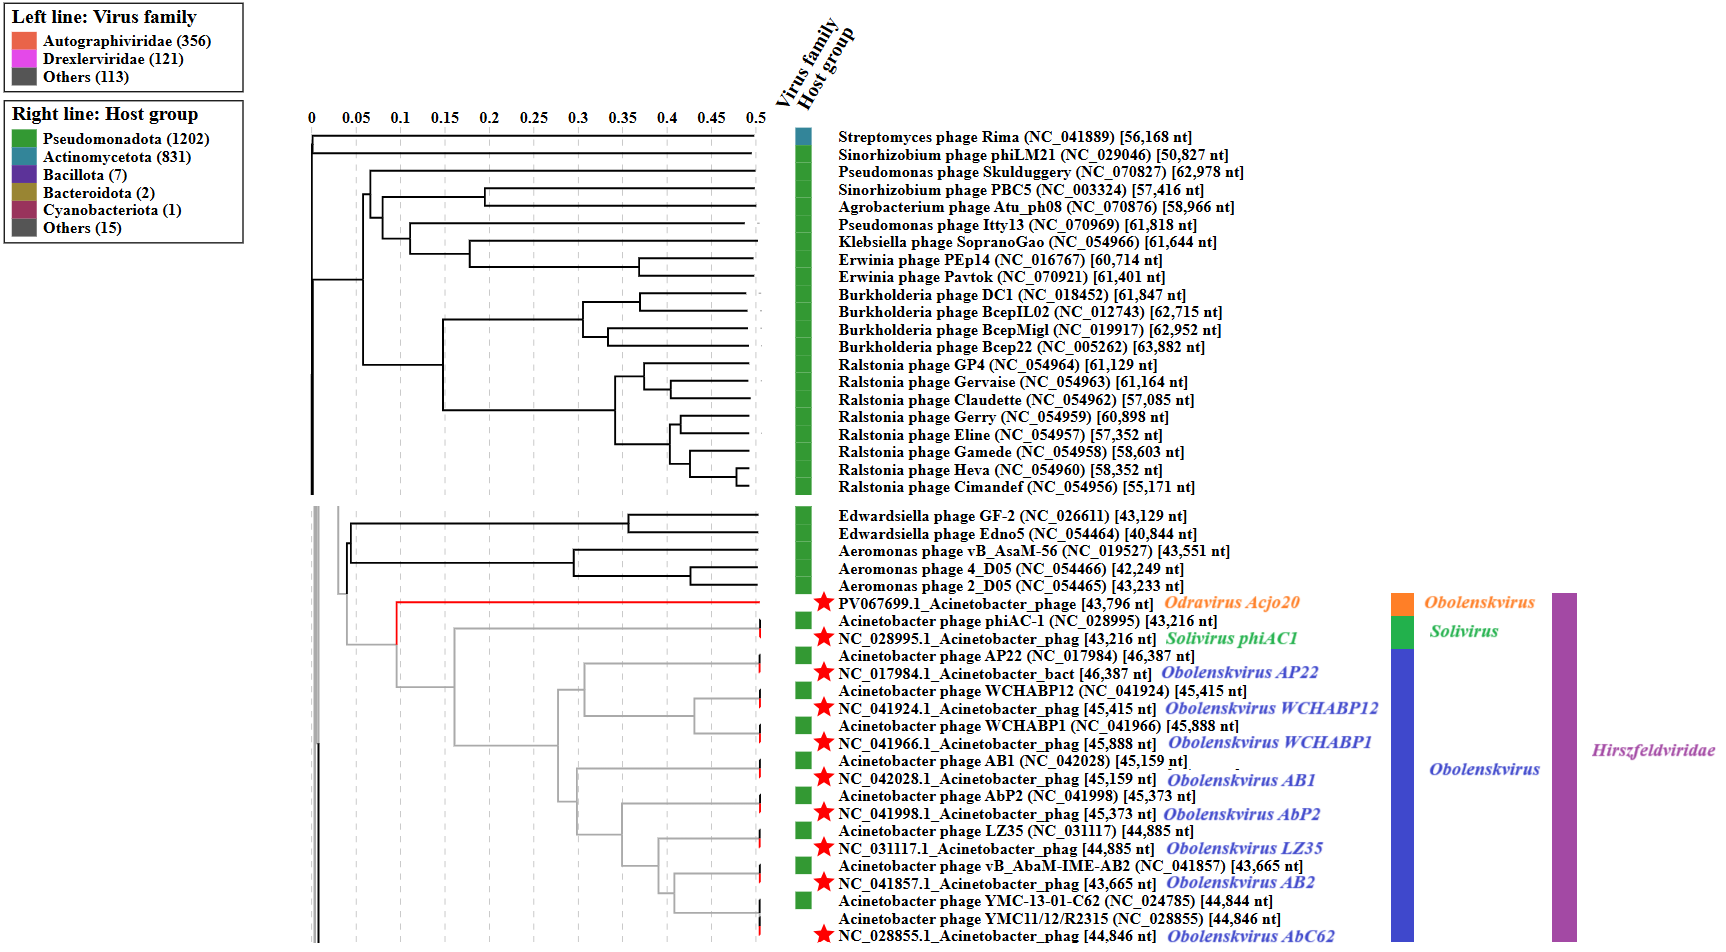 Left line: Virus family
Autographiviridae (356)
Drexlerviridae (121)
Others (113)
Right line: Host group
Pseudomonadota (1202)
Actinomycetota (831)
Bacillota (7)
Bacteroidota (2)
Cyanobacteriota (1)
Others (15)
Virus family
Host group
0 0.05 0.1 0.15 0.2 0.25 0.3 0.35 0.4 0.45 0.5
Streptomyces phage Rima (NC_041889) [56,168 nt]
Sinorhizobium phage phiLM21 (NC_029046) [50,827 nt]
Pseudomonas phage Skulduggery (NC_070827) [62,978 nt]
Sinorhizobium phage PBC5 (NC_003324) [57,416 nt]
Agrobacterium phage Atu_ph08 (NC_070876) [58,966 nt]
Pseudomonas phage Itty13 (NC_070969) [61,818 nt]
Klebsiella phage SopranoGao (NC_054966) [61,644 nt]
Erwinia phage PEp14 (NC_016767) [60,714 nt]
Erwinia phage Pavtok (NC_070921) [61,401 nt]
Burkholderia phage DC1 (NC_018452) [61,847 nt]
Burkholderia phage BcepIL02 (NC_012743) [62,715 nt]
Burkholderia phage BcepMigl (NC_019917) [62,952 nt]
Burkholderia phage Bcep22 (NC_005262) [63,882 nt]
Ralstonia phage GP4 (NC_054964) [61,129 nt]
Ralstonia phage Gervaise (NC_054963) [61,164 nt]
Ralstonia phage Claudette (NC_054962) [57,085 nt]
Ralstonia phage Gerry (NC_054959) [60,898 nt]
Ralstonia phage Eline (NC_054957) [57,352 nt]
Ralstonia phage Gamede (NC_054958) [58,603 nt]
Ralstonia phage Heva (NC_054960) [58,352 nt]
Ralstonia phage Cimandef (NC_054956) [55,171 nt]
Edwardsiella phage GF-2 (NC_026611) [43,129 nt]
Edwardsiella phage Edno5 (NC_054464) [40,844 nt]
Aeromonas phage vB_AsaM-56 (NC_019527) [43,551 nt]
Aeromonas phage 4_D05 (NC_054466) [42,249 nt]
Aeromonas phage 2_D05 (NC_054465) [43,233 nt]
PV067699.1_Acinetobacter_phage [43,796 nt] Odravirus Acjo20 Obolenskvirus
Acinetobacter phage phiAC-1 (NC_028995) [43,216 nt]
NC_028995.1_Acinetobacter_phag [43,216 nt] Solivirus phiAC1 Solivirus
Acinetobacter phage AP22 (NC_017984) [46,387 nt]
NC_017984.1_Acinetobacter_bact [46,387 nt] Obolenskvirus AP22
Acinetobacter phage WCHABP12 (NC_041924) [45,415 nt]
NC_041924.1_Acinetobacter_phag [45,415 nt] Obolenskvirus WCHABP12
Acinetobacter phage WCHABP1 (NC_041966) [45,888 nt]
NC_041966.1_Acinetobacter_phag [45,888 nt] Obolenskvirus WCHABP1
Hirszfeldviridae
Acinetobacter phage AB1 (NC_042028) [45,159 nt]
Obolenskvirus
NC_042028.1_Acinetobacter_phag [45,159 nt] Obolenskvirus AB1
Acinetobacter phage AbP2 (NC_041998) [45,373 nt]
NC_041998.1_Acinetobacter_phag [45,373 nt] Obolenskvirus AbP2
Acinetobacter phage LZ35 (NC_031117) [44,885 nt]
NC_031117.1_Acinetobacter_phag [44,885 nt] Obolenskvirus LZ35
Acinetobacter phage vB_AbaM-IME-AB2 (NC_041857) [43,665 nt]
NC_041857.1_Acinetobacter_phag [43,665 nt] Obolenskvirus AB2
Acinetobacter phage YMC-13-01-C62 (NC_024785) [44,844 nt]
Acinetobacter phage YMC11/12/R2315 (NC_028855) [44,846 nt]
NC_028855.1_Acinetobacter_phag [44,846 nt] Obolenskvirus AbC62